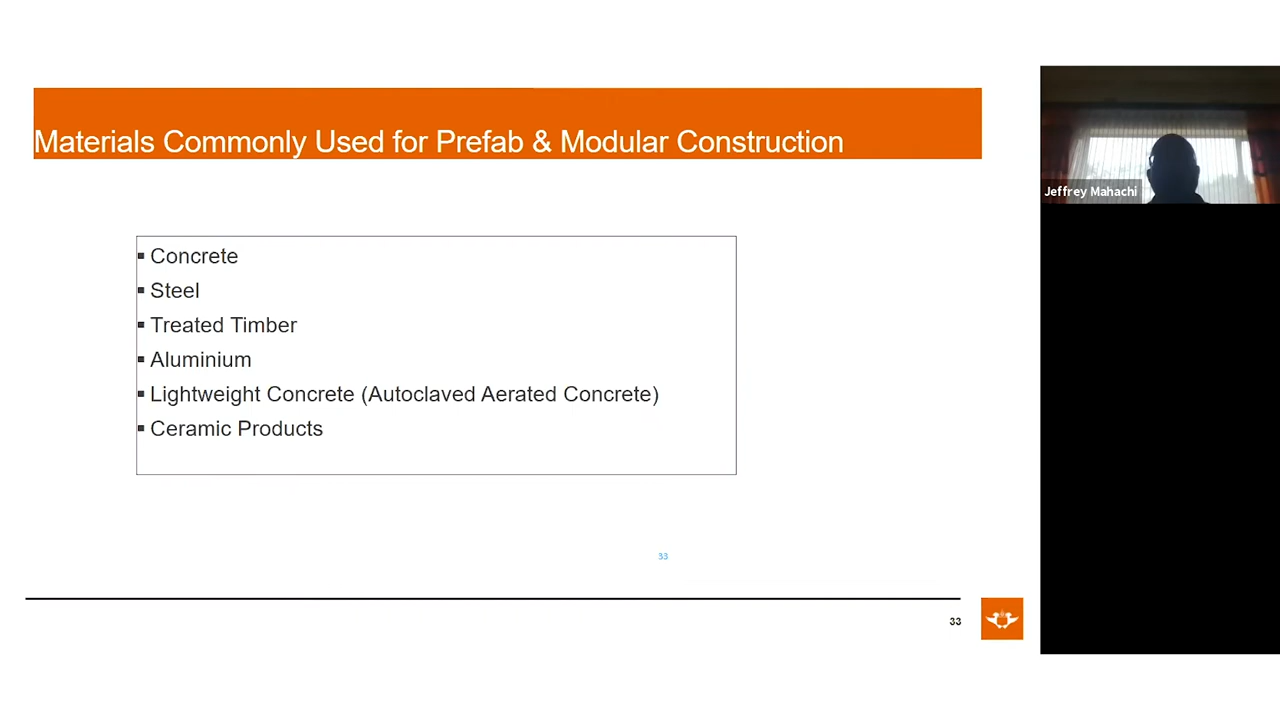 Materials Commonly Used for Prefab & Modular Construction
Jeffrey Mahachi
▪ Concrete
▪ Steel
▪ Treated Timber
▪ Aluminium
▪ Lightweight Concrete (Autoclaved Aerated Concrete)
▪ Ceramic Products
33
33